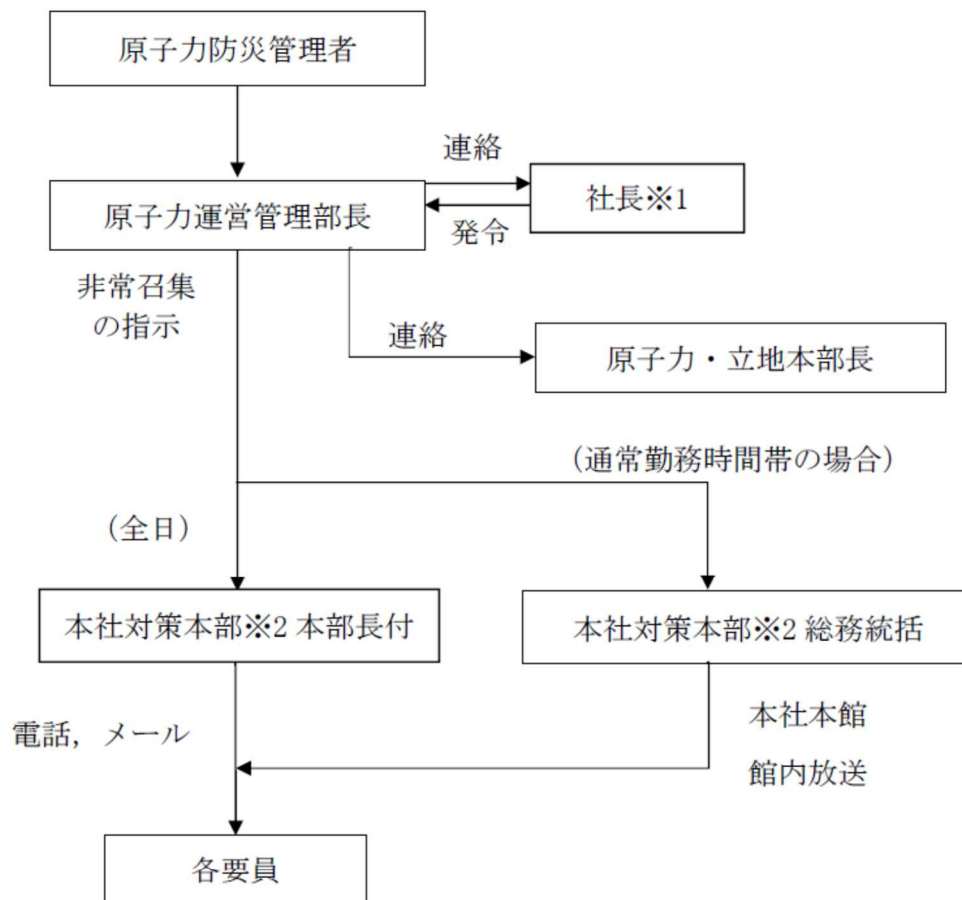 原子力防災管理者
連絡
原子力運営管理部長
社長※1
発令
非常召集
の指示
連絡
原子力・立地本部長
（通常勤務時間帯の場合）
（全日）
本社対策本部※2 本部長付
本社対策本部※2 総務統括
電話，メール
本社本館
館内放送
各要員